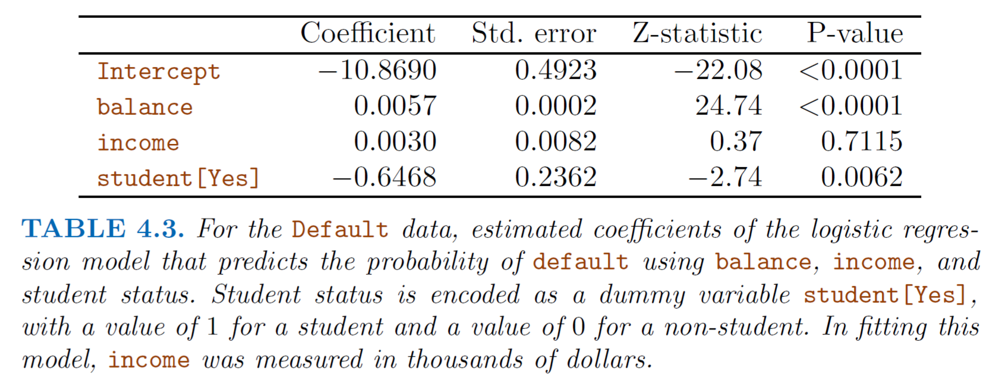 Coefficient Std. error Z-statistic P-value
Intercept −10.8690 0.4923 −22.08 <0.0001
balance 0.0057 0.0002 24.74 <0.0001
income 0.0030 0.0082 0.37 0.7115
student[Yes] −0.6468 0.2362 −2.74 0.0062
TABLE 4.3. For the Default data, estimated coefficients of the logistic regres-
sion model that predicts the probability of default using balance, income, and
student status. Student status is encoded as a dummy variable student[Yes],
with a value of 1 for a student and a value of 0 for a non-student. In fitting this
model, income was measured in thousands of dollars.